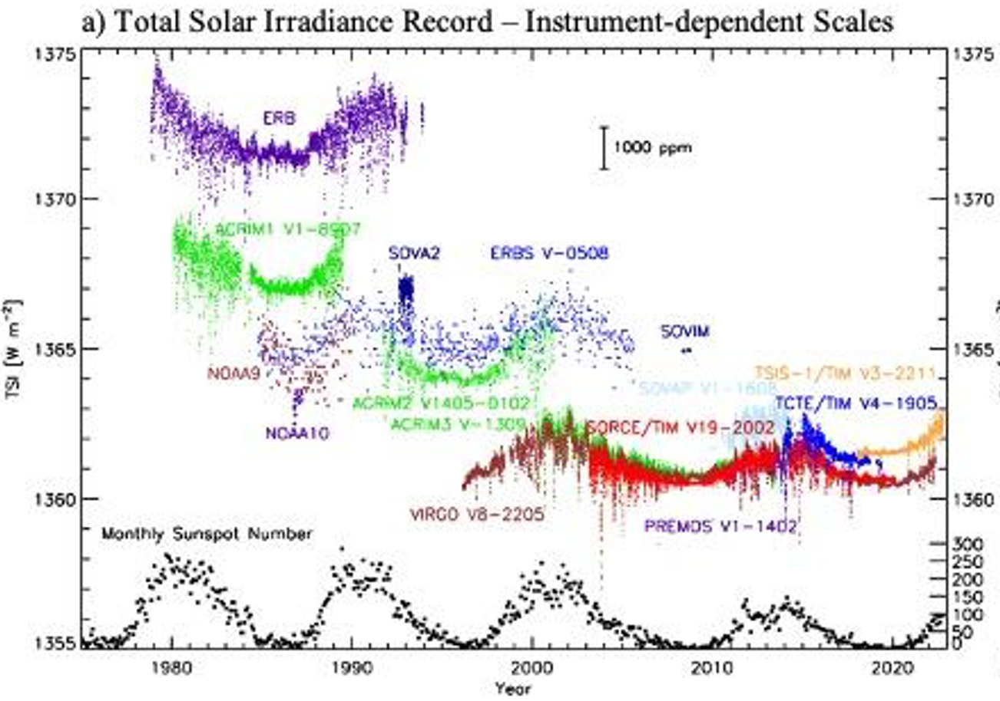 a) Total Solar Irradiance Record – Instrument-dependent Scales
1375
1375
ERB
1000 ppm
1370
1370
ACRIM1 V1-8907
SOVA2
ERBS V-0508
TSI [W m-2]
SOVIM
1365
1365
NOAA9
TSIS-1/TIM V3-2211
SOVAP V1-1608
ACRIM2 V1405-0102
TCTE/TIM V4-1905
ACRIM3 V-1309
SORCE/TIM V19-2002
NOAA10
1360
1360
VIRGO V8-2205
PREMOS V1-1402
Monthly Sunspot Number
300
250
200
150
100
50
0
1355
1980
1990
2000
2010
2020
Year